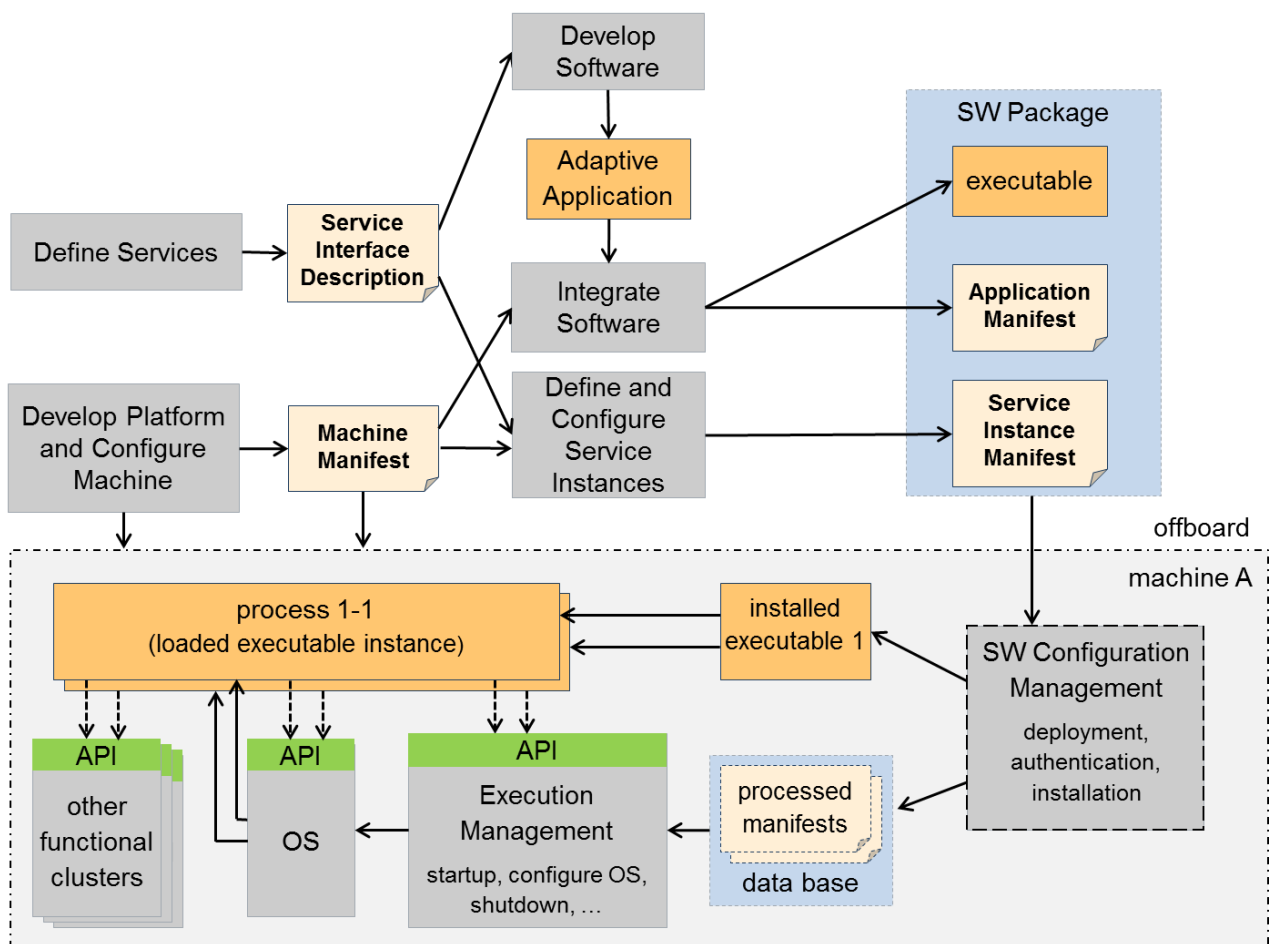 Develop
Software
SW Package
Adaptive
Application
executable
Define Services
Service
Interface
Description
Integrate
Software
Application
Manifest
Develop Platform
and Configure
Machine
Machine
Manifest
Define and
Configure
Service
Instances
Service
Instance
Manifest
offboard
machine A
process 1-1
(loaded executable instance)
installed
executable 1
SW Configuration
Management
deployment,
authentication,
installation
API
other
functional
clusters
API
OS
API
Execution
Management
startup, configure OS,
shutdown, …
processed
manifests
data base